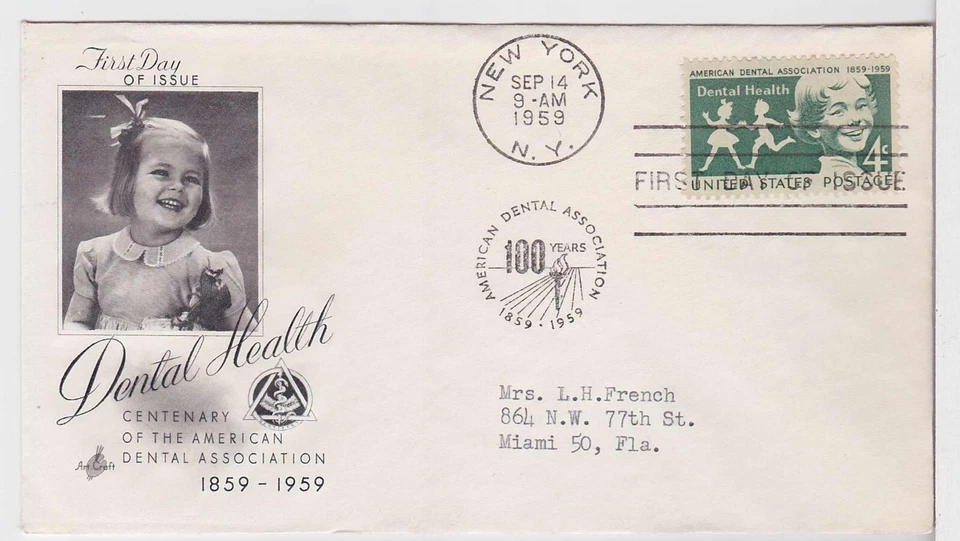 First Day
OF ISSUE
Dental Health
CENTENARY
OF THE AMERICAN
DENTAL ASSOCIATION
1859 - 1959
Art Craft
NEW YORK
SEP 14
9-AM
1959
N. Y.
AMERICAN DENTAL ASSOCIATION
100 YEARS
1859 · 1959
AMERICAN DENTAL ASSOCIATION 1859-1959
Dental Health
4c
UNITED STATES POSTAGE
FIRST DAY OF ISSUE
Mrs. L.H.French
864 N.W. 77th St.
Miami 50, Fla.